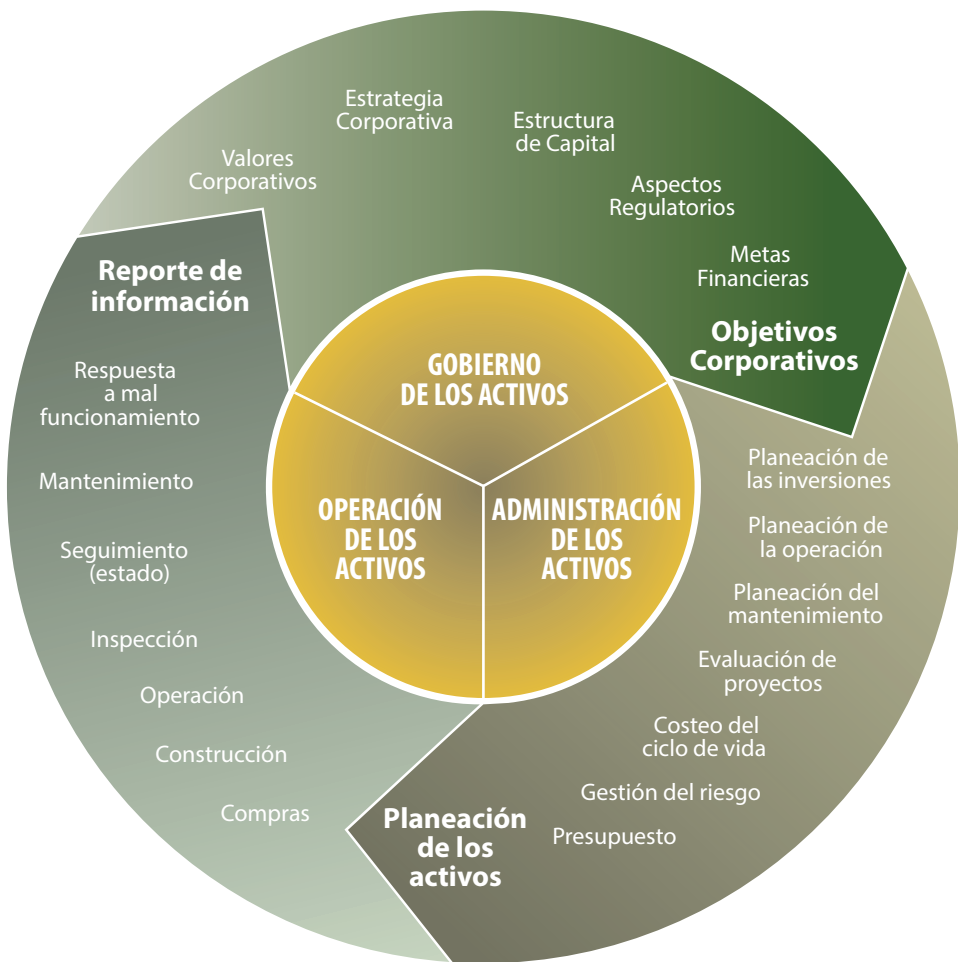 Estrategia
Corporativa
Estructura
de Capital
Valores
Corporativos
Aspectos
Regulatorios
Metas
Financieras
Objetivos
Corporativos
Reporte de
información
Respuesta
a mal
funcionamiento
Mantenimiento
Seguimiento
(estado)
Inspección
Operación
Construcción
Compras
GOBIERNO
DE LOS ACTIVOS
OPERACIÓN
DE LOS
ACTIVOS
ADMINISTRACIÓN
DE LOS
ACTIVOS
Planeación de
las inversiones
Planeación de
la operación
Planeación del
mantenimiento
Evaluación de
proyectos
Costeo del
ciclo de vida
Gestión del riesgo
Presupuesto
Planeación
de los
activos